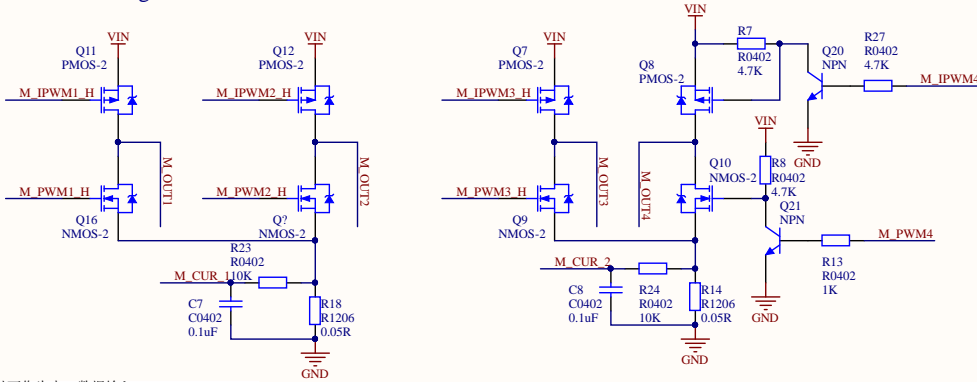 VIN
Q11
PMOS-2
M_IPWM1_H
M_PWM1_H
M_OUT1
Q16
NMOS-2
VIN
Q12
PMOS-2
M_IPWM2_H
M_PWM2_H
M_OUT2
Q?
NMOS-2
R23
R0402
10K
M_CUR_1
C7
C0402
0.1uF
R18
R1206
0.05R
GND
VIN
Q7
PMOS-2
M_IPWM3_H
M_PWM3_H
M_OUT3
Q9
NMOS-2
VIN
Q8
PMOS-2
R7
R0402
4.7K
Q20
NPN
R27
R0402
4.7K
M_IPWM4
GND
M_OUT4
Q10
NMOS-2
VIN
R8
R0402
4.7K
Q21
NPN
M_PWM4
R13
R0402
1K
GND
M_CUR_2
C8
C0402
0.1uF
R24
R0402
10K
R14
R1206
0.05R
GND